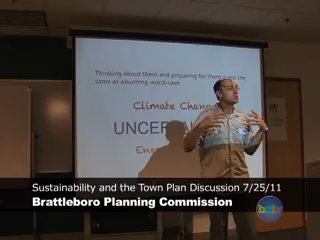 Thinking about them and preparing for them is not the
same as assuming worst-case.
Climate Chan
UNCER
Ene
Sustainability and the Town Plan Discussion 7/25/11
Brattleboro Planning Commission
bctv